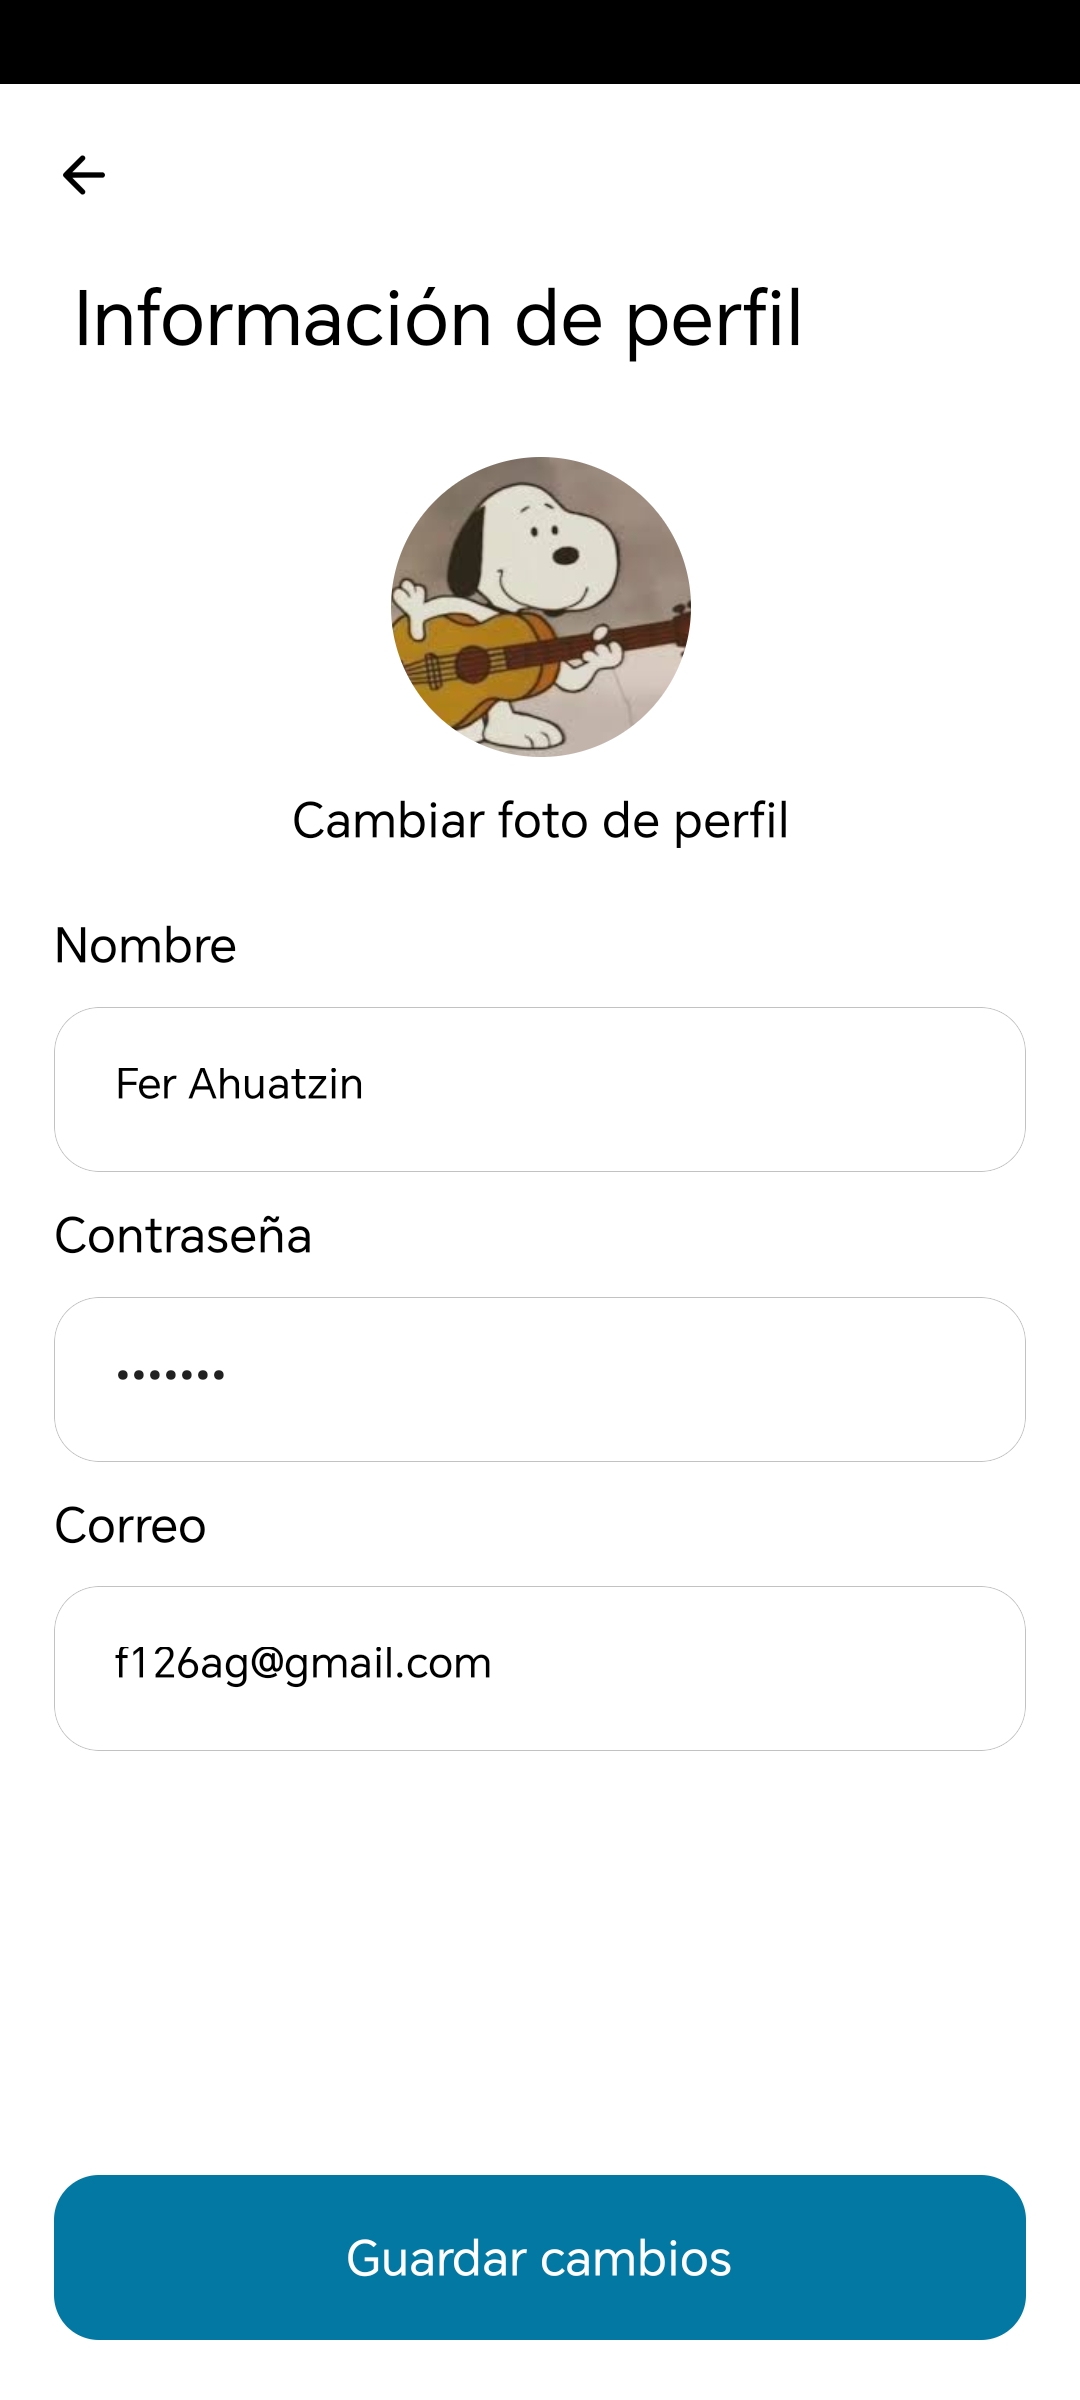 Información de perfil
Cambiar foto de perfil
Nombre
Fer Ahuatzin
Contraseña
•••••••
Correo
f126ag@gmail.com
Guardar cambios